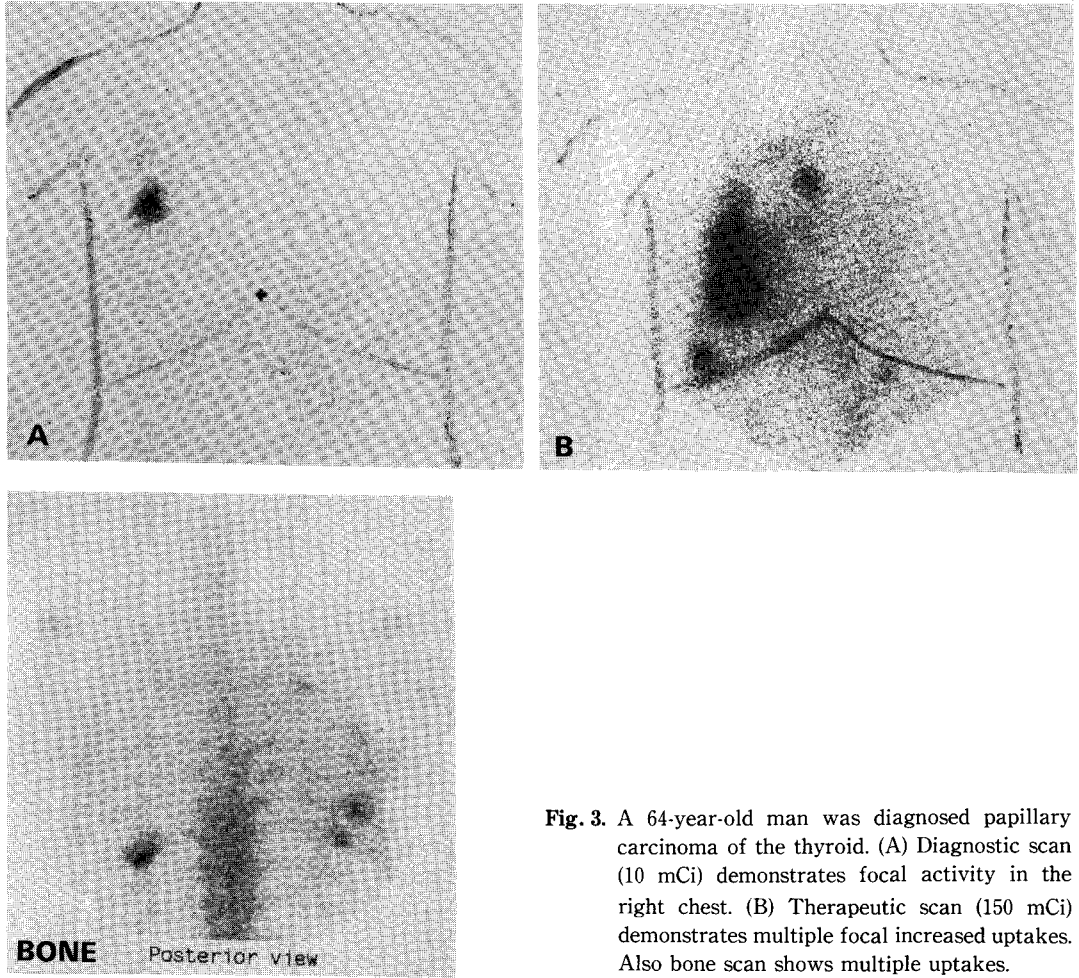 A
B
BONE Posterior view
Fig. 3. A 64-year-old man was diagnosed papillary
carcinoma of the thyroid. (A) Diagnostic scan
(10 mCi) demonstrates focal activity in the
right chest. (B) Therapeutic scan (150 mCi)
demonstrates multiple focal increased uptakes.
Also bone scan shows multiple uptakes.